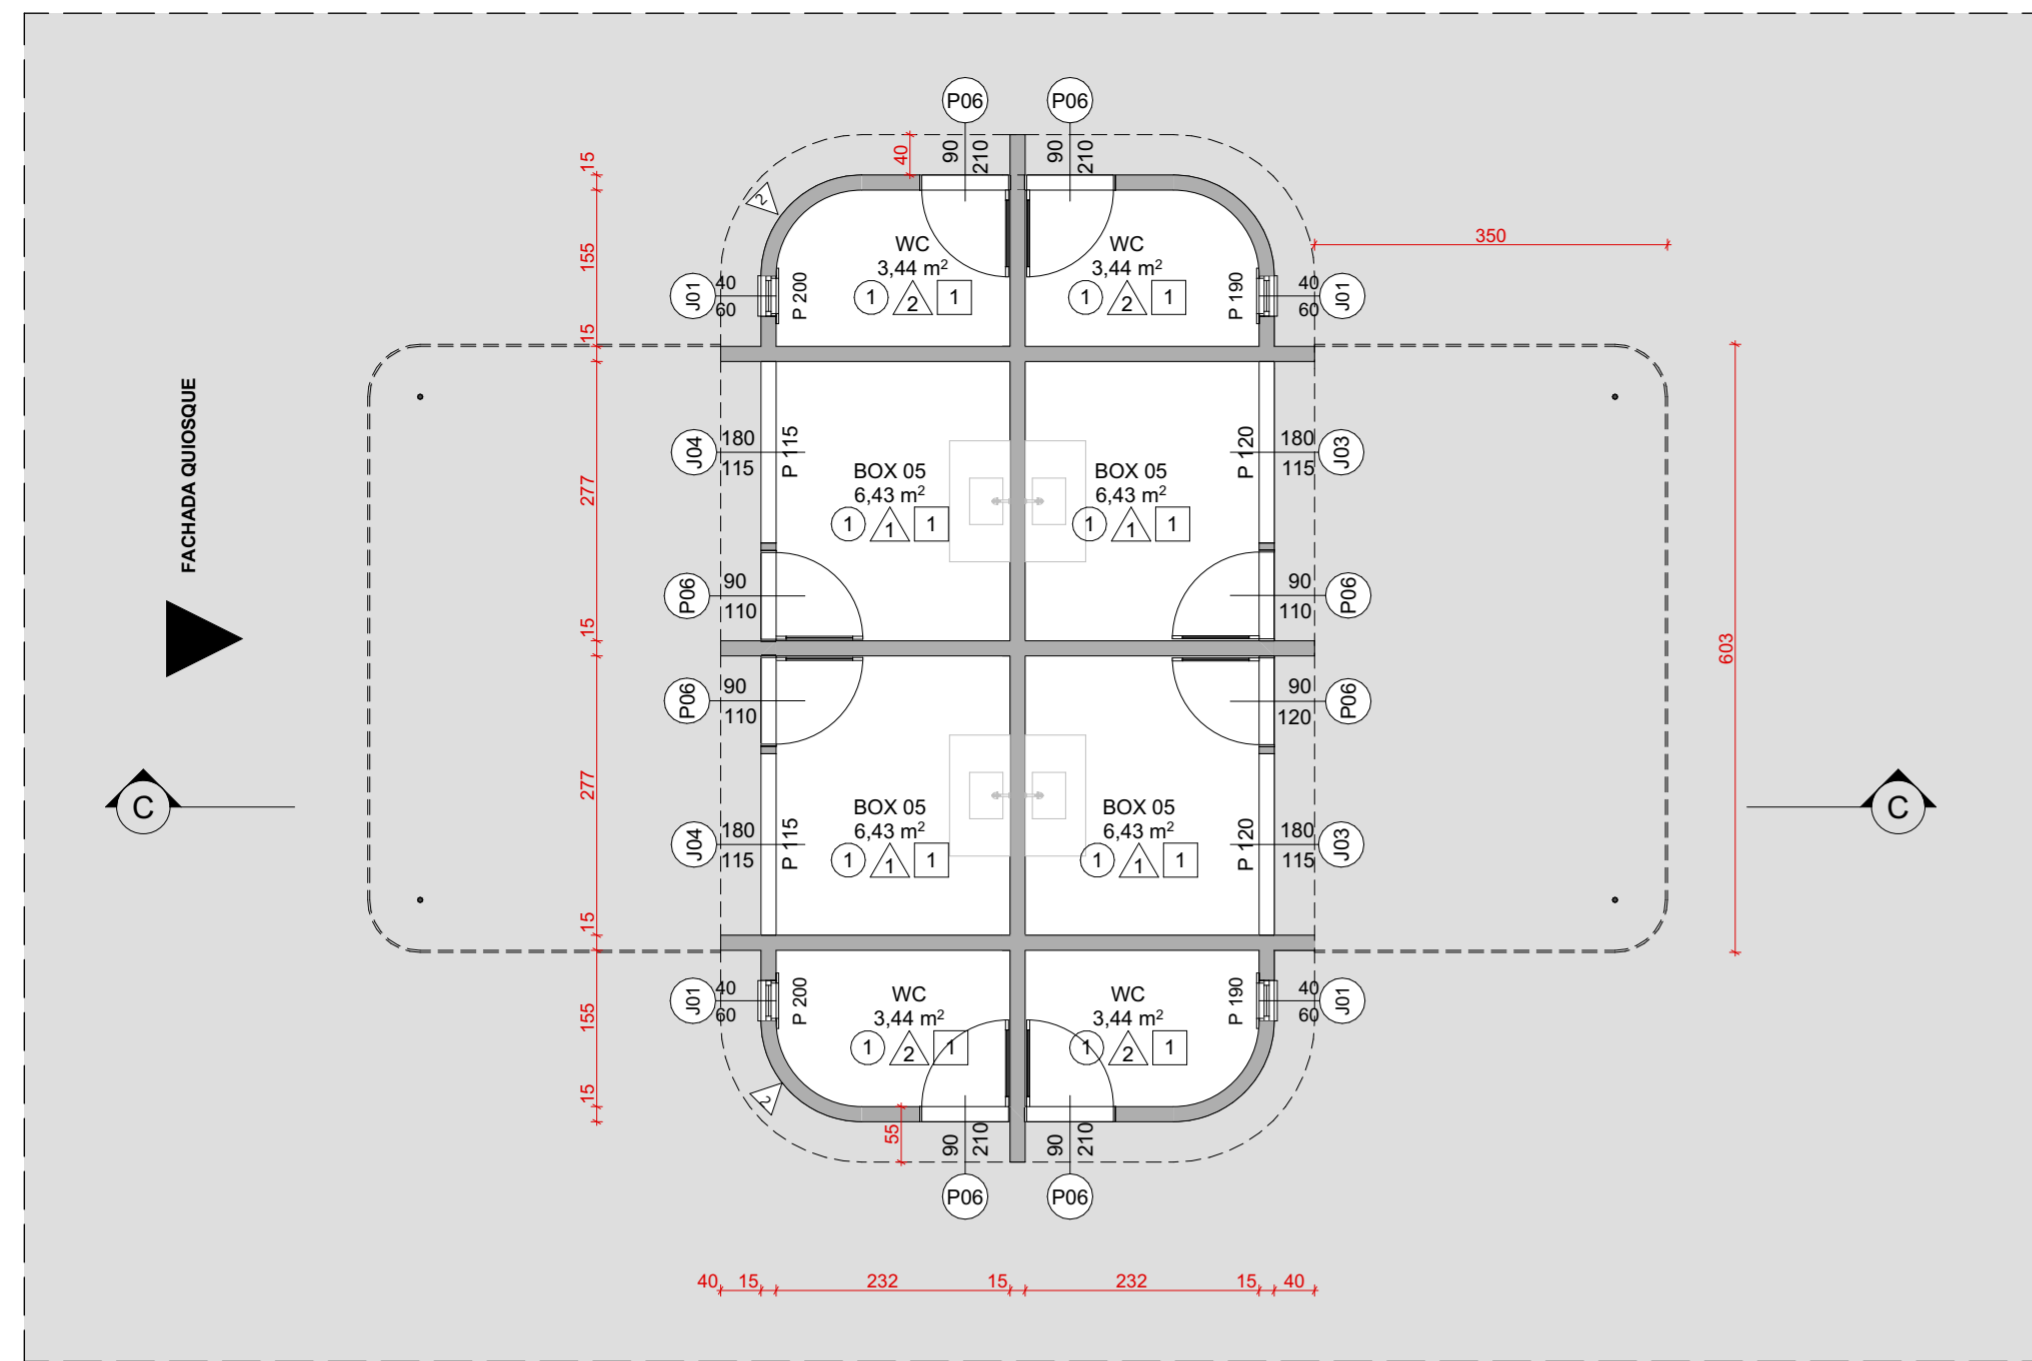 P06 P06
90 210 90 210
40
15
2
350
155
WC WC
3,44 m² 3,44 m²
1 2 1 1 2 1
J01 40 60 P 200 P 190 40 60 J01
15
FACHADA QUIOSQUE
J04 180 115 P 115 P 120 180 115 J03
277
BOX 05 BOX 05
6,43 m² 6,43 m²
1 1 1 1 1 1
P06 90 110 90 110 P06
15
603
P06 90 110 90 120 P06
277
C C
BOX 05 BOX 05
6,43 m² 6,43 m²
1 1 1 1 1 1
J04 180 115 P 115 P 120 180 115 J03
15
WC WC
3,44 m² 3,44 m²
J01 40 60 P 200 P 190 40 60 J01
155
1 2 1 1 2 1
15
2
55
90 210 90 210
P06 P06
40 15 232 15 232 15 40